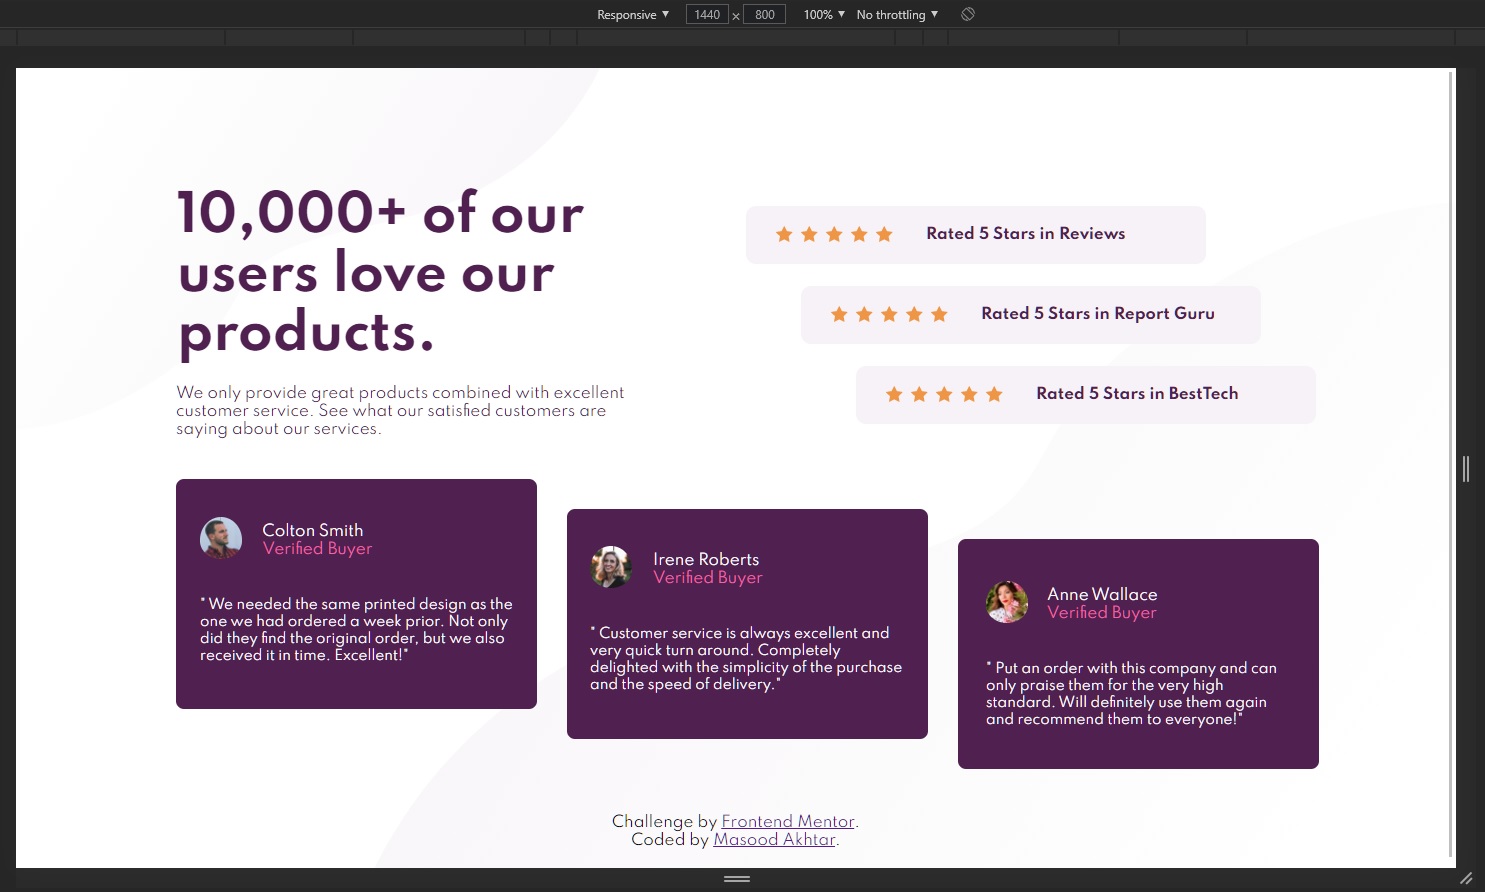 Responsive ▼ 1440 × 800 100% ▼ No throttling ▼
10,000+ of our
users love our
products.
We only provide great products combined with excellent
customer service. See what our satisfied customers are
saying about our services.
Rated 5 Stars in Reviews
Rated 5 Stars in Report Guru
Rated 5 Stars in BestTech
Colton Smith
Verified Buyer
" We needed the same printed design as the
one we had ordered a week prior. Not only
did they find the original order, but we also
received it in time. Excellent!"
Irene Roberts
Verified Buyer
" Customer service is always excellent and
very quick turn around. Completely
delighted with the simplicity of the purchase
and the speed of delivery."
Anne Wallace
Verified Buyer
" Put an order with this company and can
only praise them for the very high
standard. Will definitely use them again
and recommend them to everyone!"
Challenge by Frontend Mentor.
Coded by Masood Akhtar.